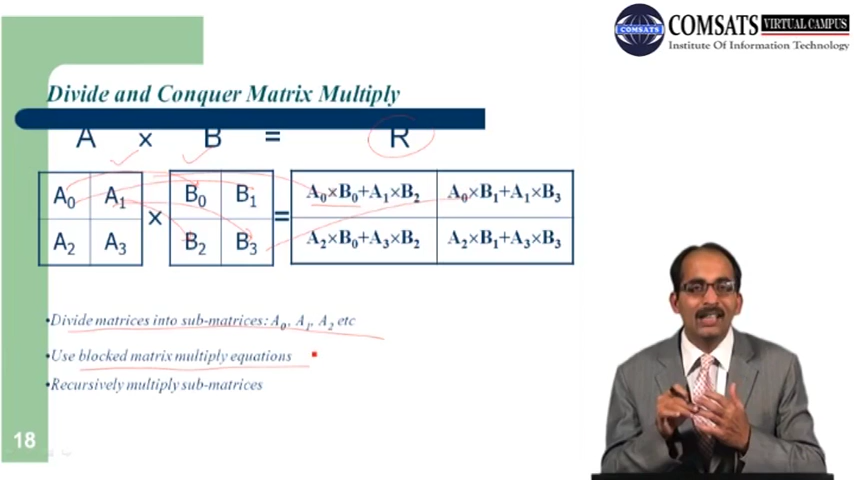 COMSATS VIRTUAL CAMPUS
COMSATS
Institute Of Information Technology
Divide and Conquer Matrix Multiply
A x B = R
A0 A1 x B0 B1 = A0×B0+A1×B2 A0×B1+A1×B3
A2 A3 B2 B3 A2×B0+A3×B2 A2×B1+A3×B3
•Divide matrices into sub-matrices: A0, A1, A2 etc
•Use blocked matrix multiply equations
•Recursively multiply sub-matrices
18